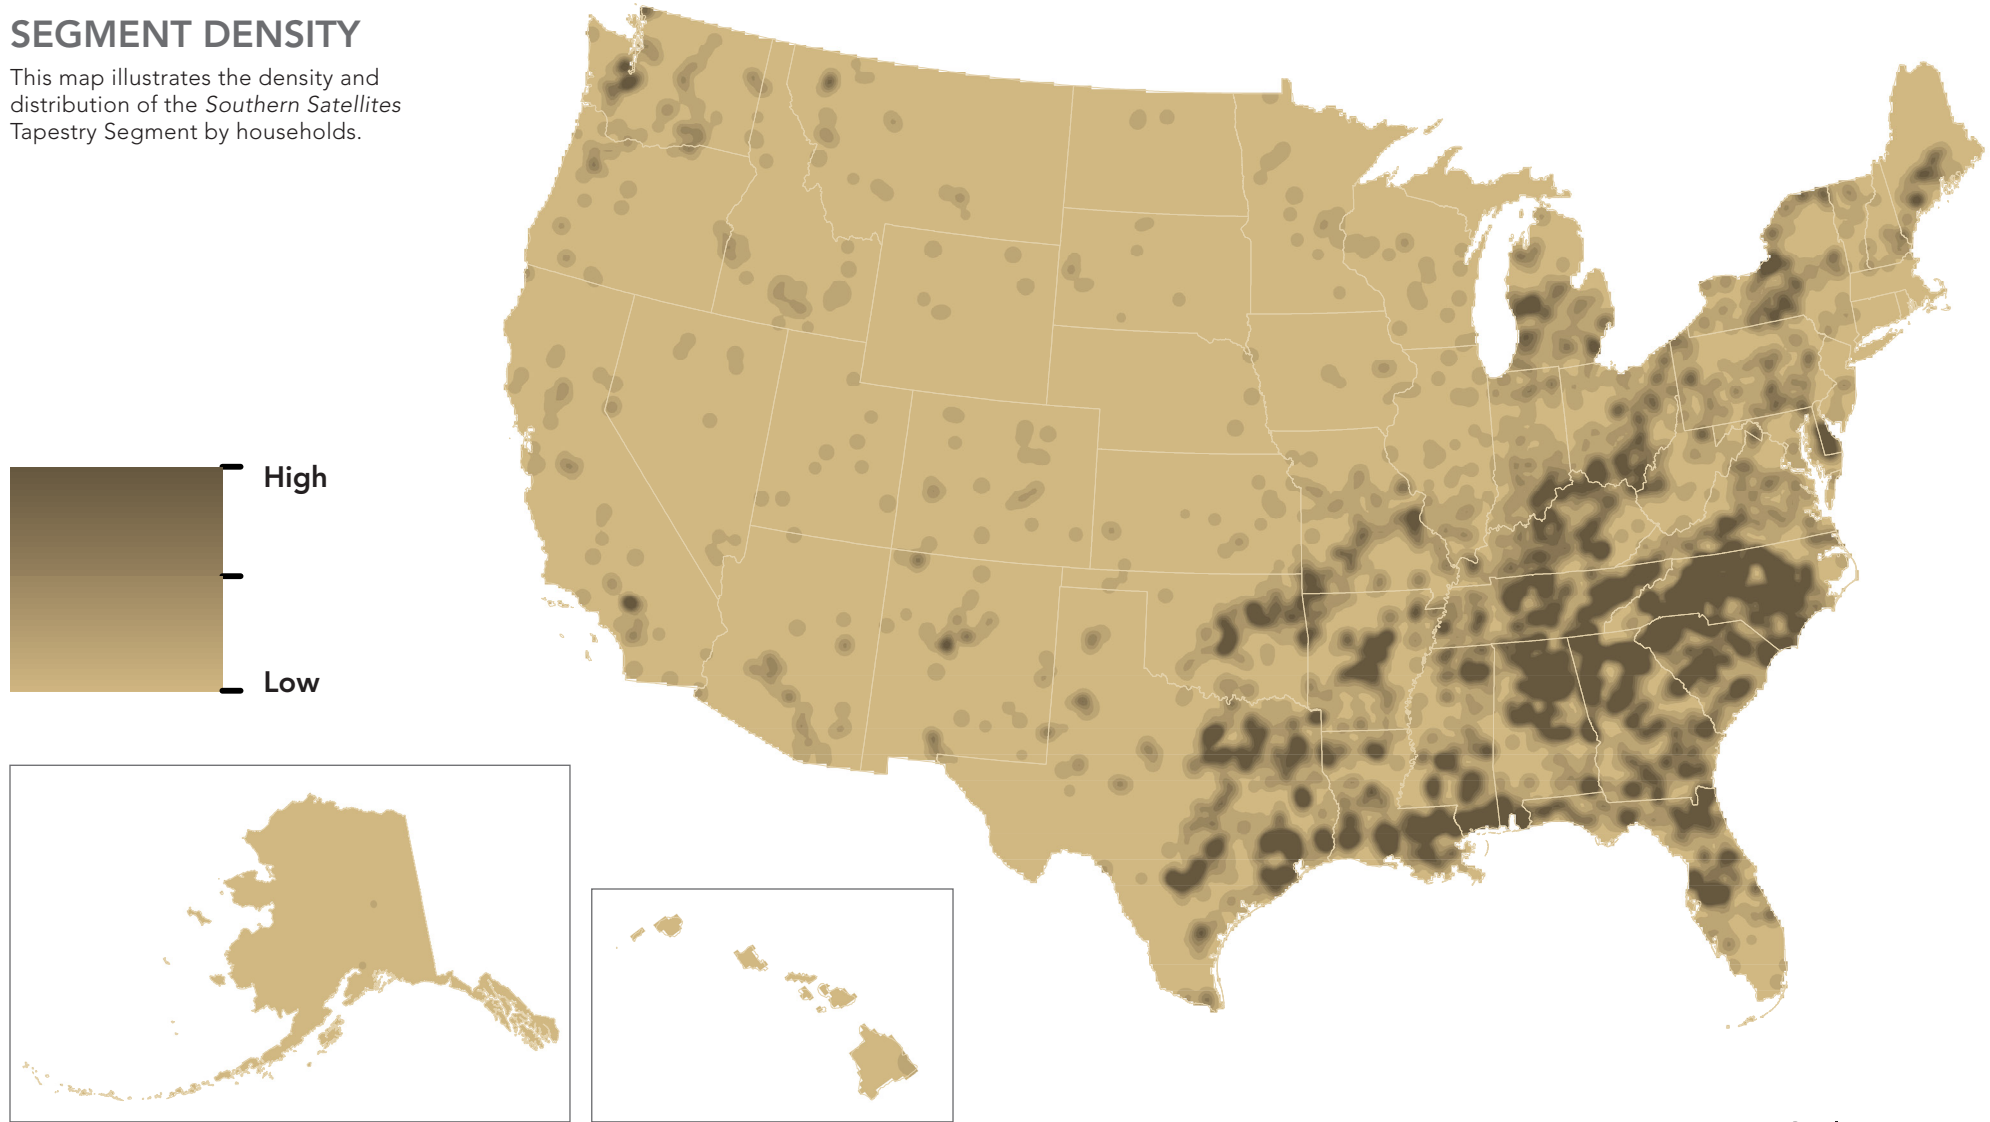 SEGMENT DENSITY
This map illustrates the density and
distribution of the Southern Satellites
Tapestry Segment by households.
High
Low